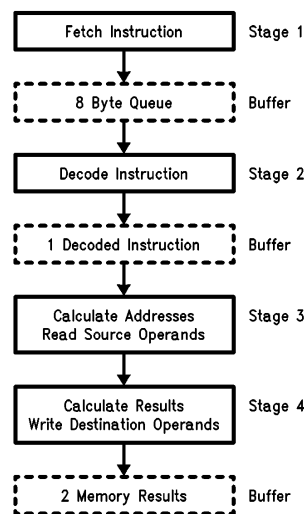 Fetch Instruction Stage 1
8 Byte Queue Buffer
Decode Instruction Stage 2
1 Decoded Instruction Buffer
Calculate Addresses
Read Source Operands Stage 3
Calculate Results
Write Destination Operands Stage 4
2 Memory Results Buffer